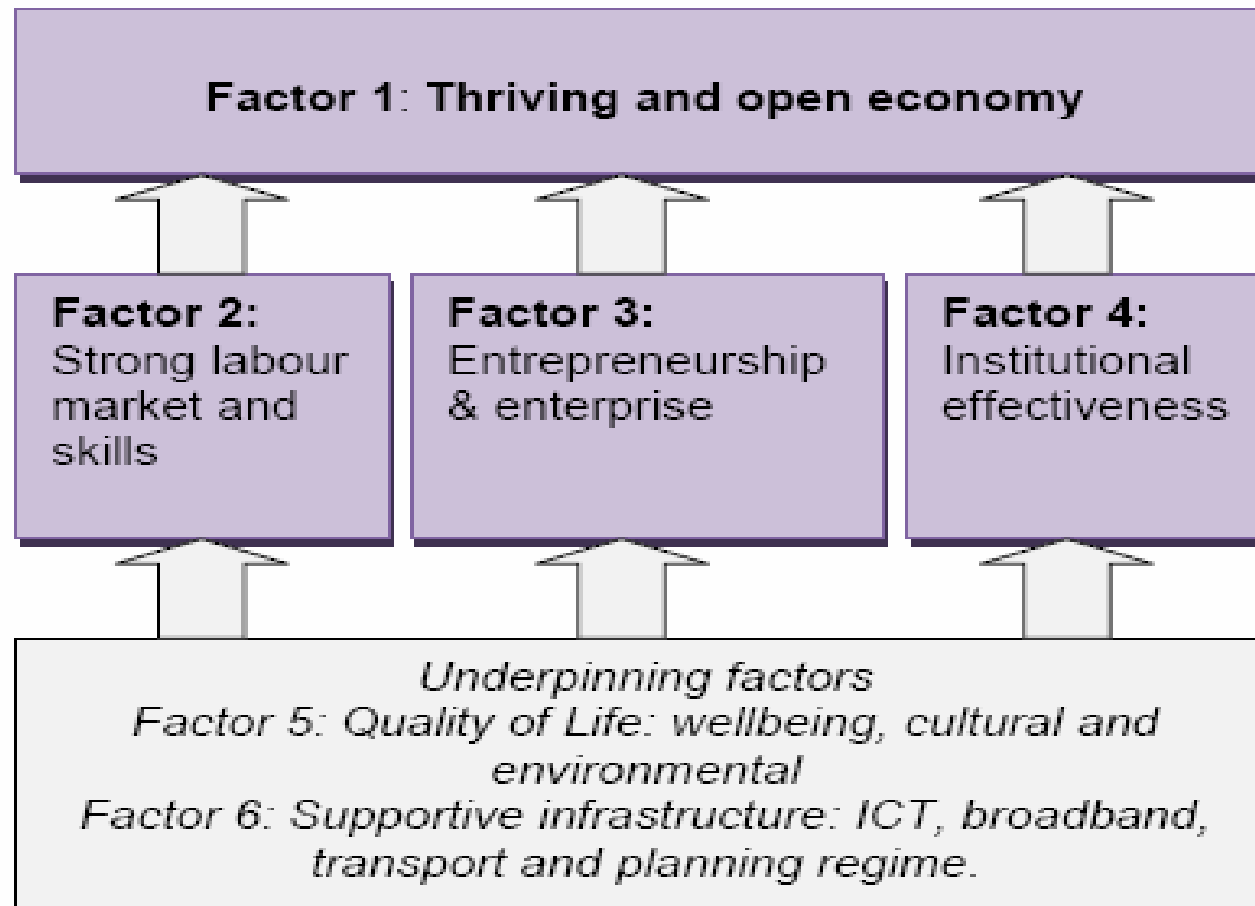 Factor 1: Thriving and open economy
Factor 2:
Strong labour
market and
skills
Factor 3:
Entrepreneurship
& enterprise
Factor 4:
Institutional
effectiveness
Underpinning factors
Factor 5: Quality of Life: wellbeing, cultural and
environmental
Factor 6: Supportive infrastructure: ICT, broadband,
transport and planning regime.